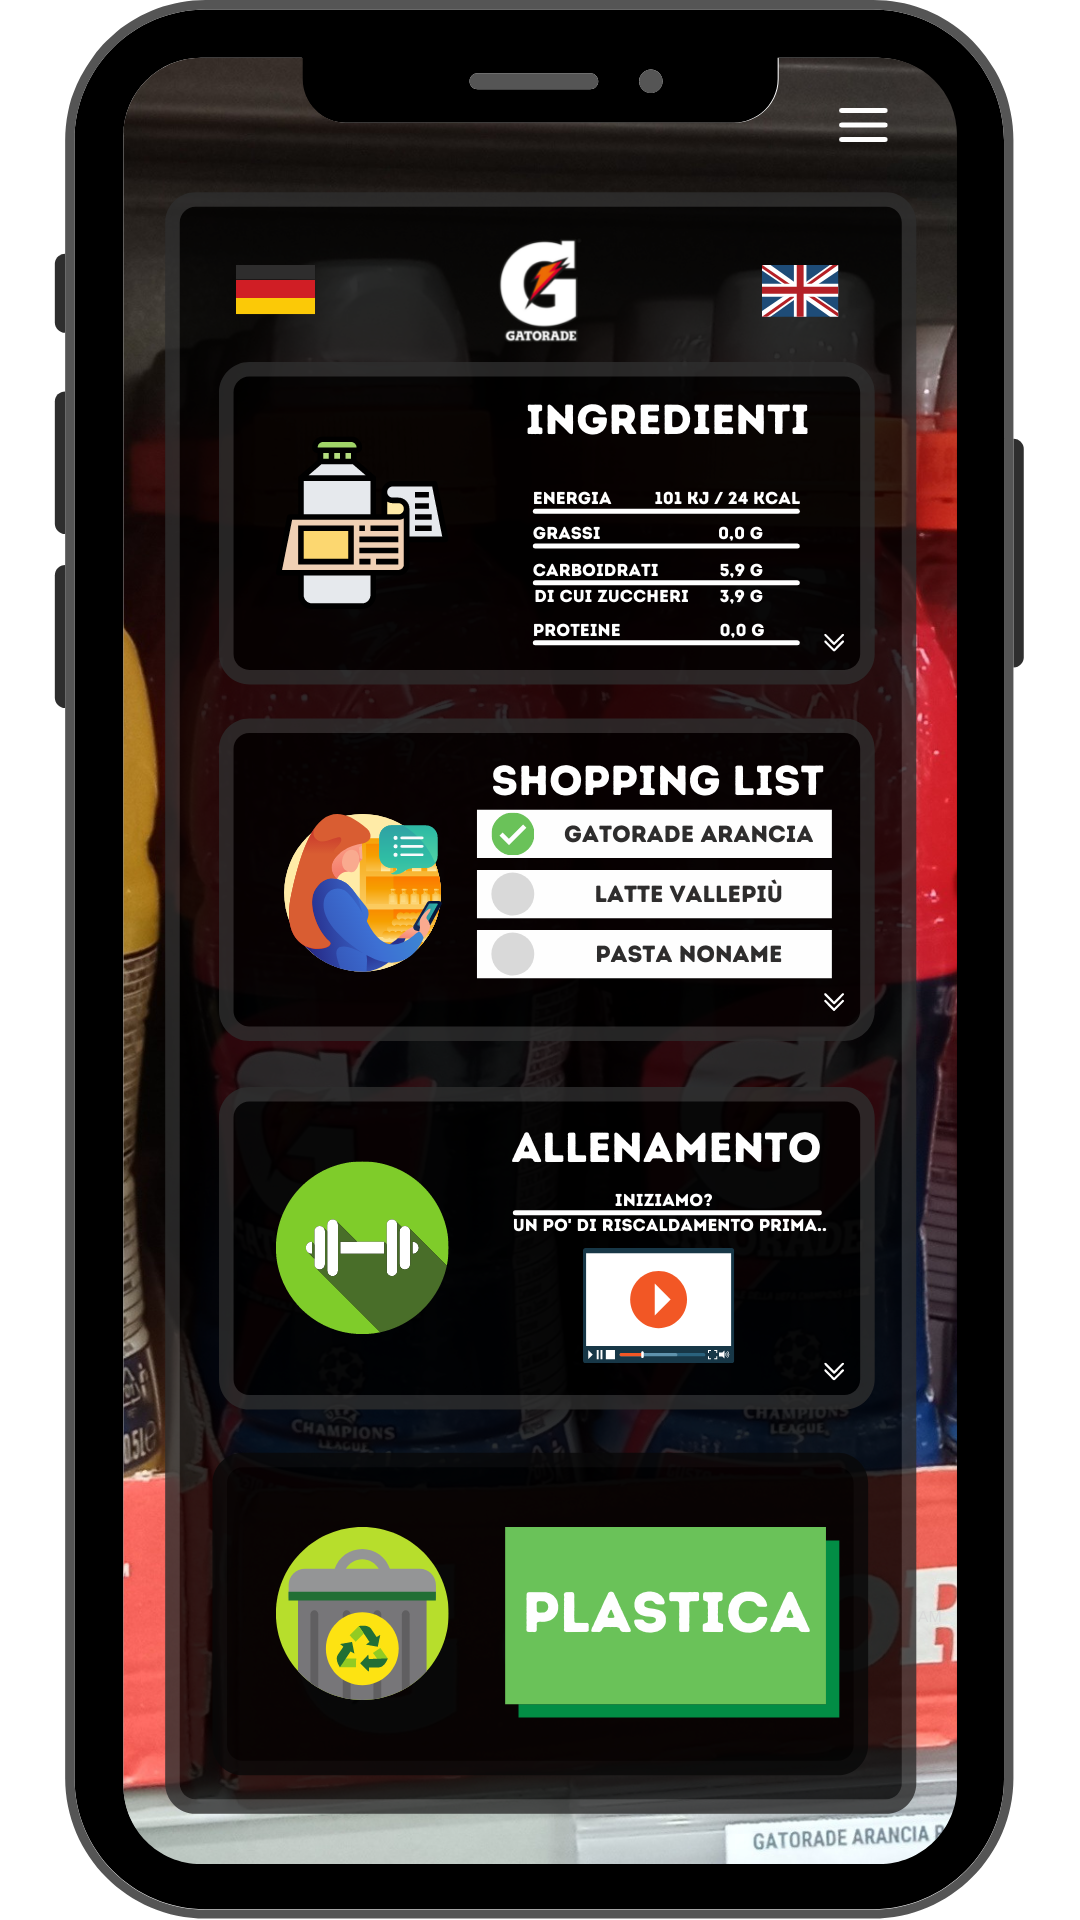 GATORADE
INGREDIENTI
ENERGIA 101 KJ / 24 KCAL
GRASSI 0,0 G
CARBOIDRATI 5,9 G
DI CUI ZUCCHERI 3,9 G
PROTEINE 0,0 G
SHOPPING LIST
GATORADE ARANCIA
LATTE VALLEPIÙ
PASTA NONAME
ALLENAMENTO
INIZIAMO?
UN PO' DI RISCALDAMENTO PRIMA..
CHAMPIONS
LEAGUE
CHAMPIONS
LEAGUE
0,5L e
PLASTICA
GATORADE ARANCIA